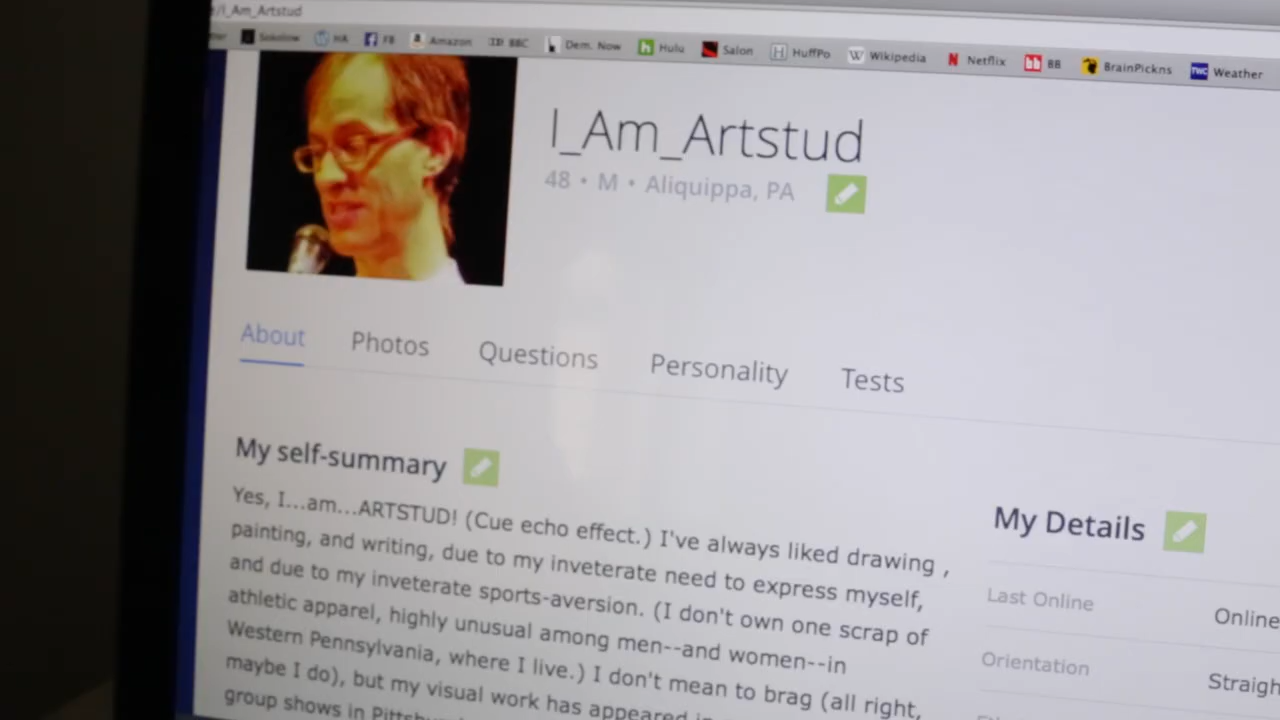 /I_Am_Artstud
Sokolow HA FB Amazon BBC Dem. Now Hulu Salon HuffPo Wikipedia Netflix BB BrainPickns Weather
I_Am_Artstud
48 • M • Aliquippa, PA
About Photos Questions Personality Tests
My self-summary
Yes, I...am...ARTSTUD! (Cue echo effect.) I've always liked drawing ,
painting, and writing, due to my inveterate need to express myself,
and due to my inveterate sports-aversion. (I don't own one scrap of
athletic apparel, highly unusual among men--and women--in
Western Pennsylvania, where I live.) I don't mean to brag (all right,
maybe I do), but my visual work has appeared in
group shows in
My Details
Last Online Online
Orientation